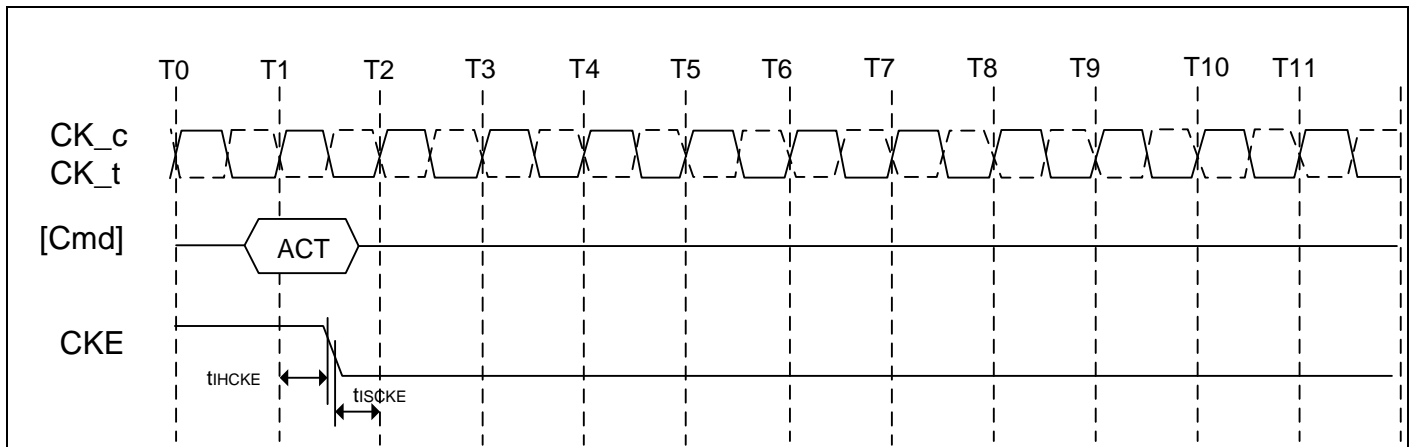 T0 T1 T2 T3 T4 T5 T6 T7 T8 T9 T10 T11
CK_c
CK_t
[Cmd] ACT
CKE
tIHCKE
tISCKE